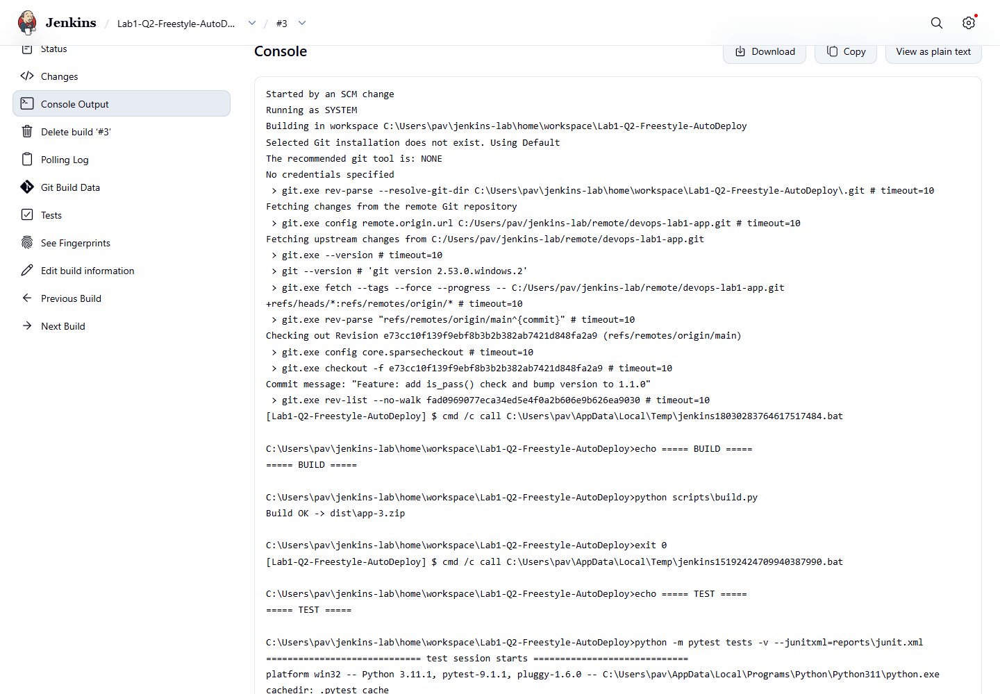 Jenkins / Lab1-Q2-Freestyle-AutoD... / #3
Status
Changes
Console Output
Delete build '#3'
Polling Log
Git Build Data
Tests
See Fingerprints
Edit build information
Previous Build
Next Build
Console
Download
Copy
View as plain text
Started by an SCM change
Running as SYSTEM
Building in workspace C:\Users\pav\jenkins-lab\home\workspace\Lab1-Q2-Freestyle-AutoDeploy
Selected Git installation does not exist. Using Default
The recommended git tool is: NONE
No credentials specified
 > git.exe rev-parse --resolve-git-dir C:\Users\pav\jenkins-lab\home\workspace\Lab1-Q2-Freestyle-AutoDeploy\.git # timeout=10
Fetching changes from the remote Git repository
 > git.exe config remote.origin.url C:/Users/pav/jenkins-lab/remote/devops-lab1-app.git # timeout=10
Fetching upstream changes from C:/Users/pav/jenkins-lab/remote/devops-lab1-app.git
 > git.exe --version # timeout=10
 > git --version # 'git version 2.53.0.windows.2'
 > git.exe fetch --tags --force --progress -- C:/Users/pav/jenkins-lab/remote/devops-lab1-app.git
+refs/heads/*:refs/remotes/origin/* # timeout=10
 > git.exe rev-parse "refs/remotes/origin/main^{commit}" # timeout=10
Checking out Revision e73cc10f139f9ebf8b3b2b382ab7421d848fa2a9 (refs/remotes/origin/main)
 > git.exe config core.sparsecheckout # timeout=10
 > git.exe checkout -f e73cc10f139f9ebf8b3b2b382ab7421d848fa2a9 # timeout=10
Commit message: "Feature: add is_pass() check and bump version to 1.1.0"
 > git.exe rev-list --no-walk fad0969077eca34ed5e4f0a2b606e9b626ea9030 # timeout=10
[Lab1-Q2-Freestyle-AutoDeploy] $ cmd /c call C:\Users\pav\AppData\Local\Temp\jenkins18030283764617517484.bat
C:\Users\pav\jenkins-lab\home\workspace\Lab1-Q2-Freestyle-AutoDeploy>echo ===== BUILD =====
===== BUILD =====
C:\Users\pav\jenkins-lab\home\workspace\Lab1-Q2-Freestyle-AutoDeploy>python scripts\build.py
Build OK -> dist\app-3.zip
C:\Users\pav\jenkins-lab\home\workspace\Lab1-Q2-Freestyle-AutoDeploy>exit 0
[Lab1-Q2-Freestyle-AutoDeploy] $ cmd /c call C:\Users\pav\AppData\Local\Temp\jenkins15192424709940387990.bat
C:\Users\pav\jenkins-lab\home\workspace\Lab1-Q2-Freestyle-AutoDeploy>echo ===== TEST =====
===== TEST =====
C:\Users\pav\jenkins-lab\home\workspace\Lab1-Q2-Freestyle-AutoDeploy>python -m pytest tests -v --junitxml=reports\junit.xml
============================= test session starts =============================
platform win32 -- Python 3.11.1, pytest-9.1.1, pluggy-1.6.0 -- C:\Users\pav\AppData\Local\Programs\Python\Python311\python.exe
cachedir: .pytest_cache